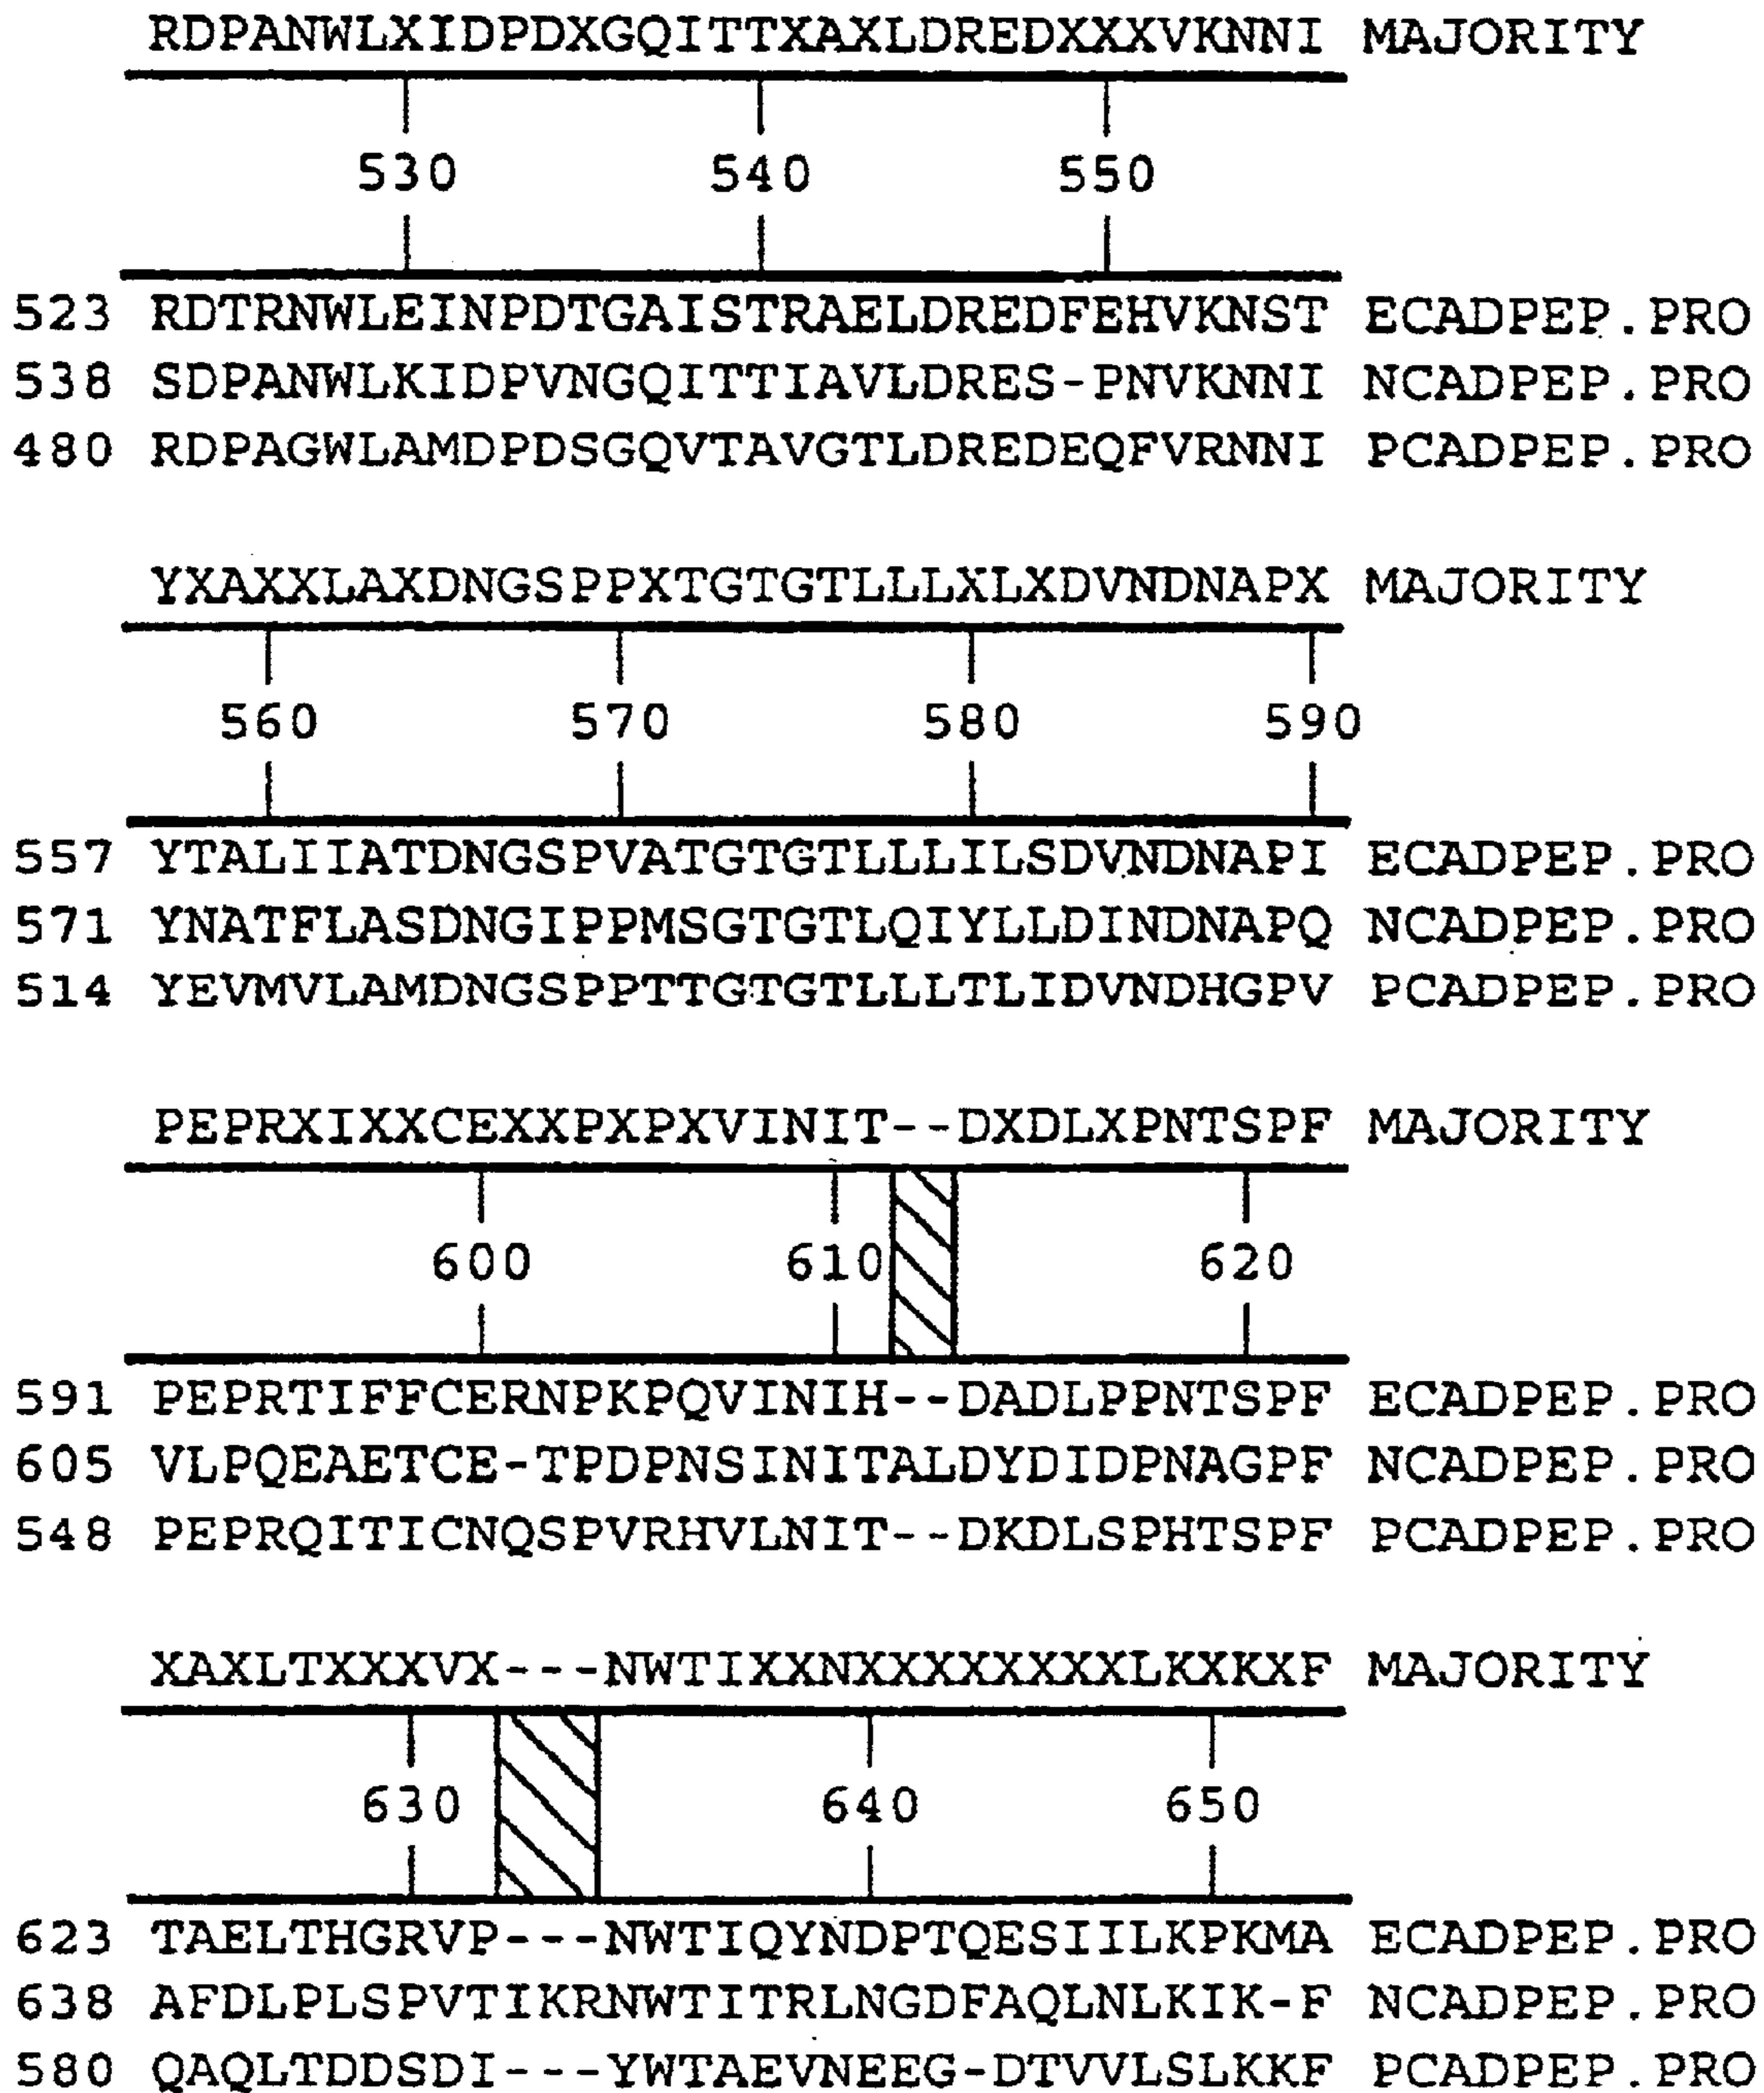 RDPANWLXIDPDXGQITTXAXLDREDXXXVKNNI MAJORITY
530 540 550
523 RDTRNWLEINPDTGAISTRAELDREDFEHVKNST ECADPEP.PRO
538 SDPANWLKIDPVNGQITTIAVLDRES-PNVKNNI NCADPEP.PRO
480 RDPAGWLAMDPDSGQVTAVGTLDREDEQFVRNNI PCADPEP.PRO
YXAXXLAXDNGSPPXTGTGTLLLXLXDVNDNAPX MAJORITY
560 570 580 590
557 YTALIIATDNGSPVATGTGTLLLILSDVNDNAPI ECADPEP.PRO
571 YNATFLASDNGIPPMSGTGTLQIYLLDINDNAPQ NCADPEP.PRO
514 YEVMVLAMDNGSPPTTGTGTLLLTLIDVNDHGPV PCADPEP.PRO
PEPRXIXXCEXXPXPXVINIT--DXDLXPNTSPF MAJORITY
600 610 620
591 PEPRTIFFCERNPKPQVINIH--DADLPPNTSPF ECADPEP.PRO
605 VLPQEAETCE-TPDPNSINITALDYDIDPNAGPF NCADPEP.PRO
548 PEPRQITICNQSPVRHVLNIT--DKDLSPHTSPF PCADPEP.PRO
XAXLTXXXVX---NWTIXXNXXXXXXXXLKXKXF MAJORITY
630 640 650
623 TAELTHGRVP---NWTIQYNDPTQESIILKPKMA ECADPEP.PRO
638 AFDLPLSPVTIKRNWTITRLNGDFAQLNLKIK-F NCADPEP.PRO
580 QAQLTDDSDI---YWTAEVNEEG-DTVVLSLKKF PCADPEP.PRO